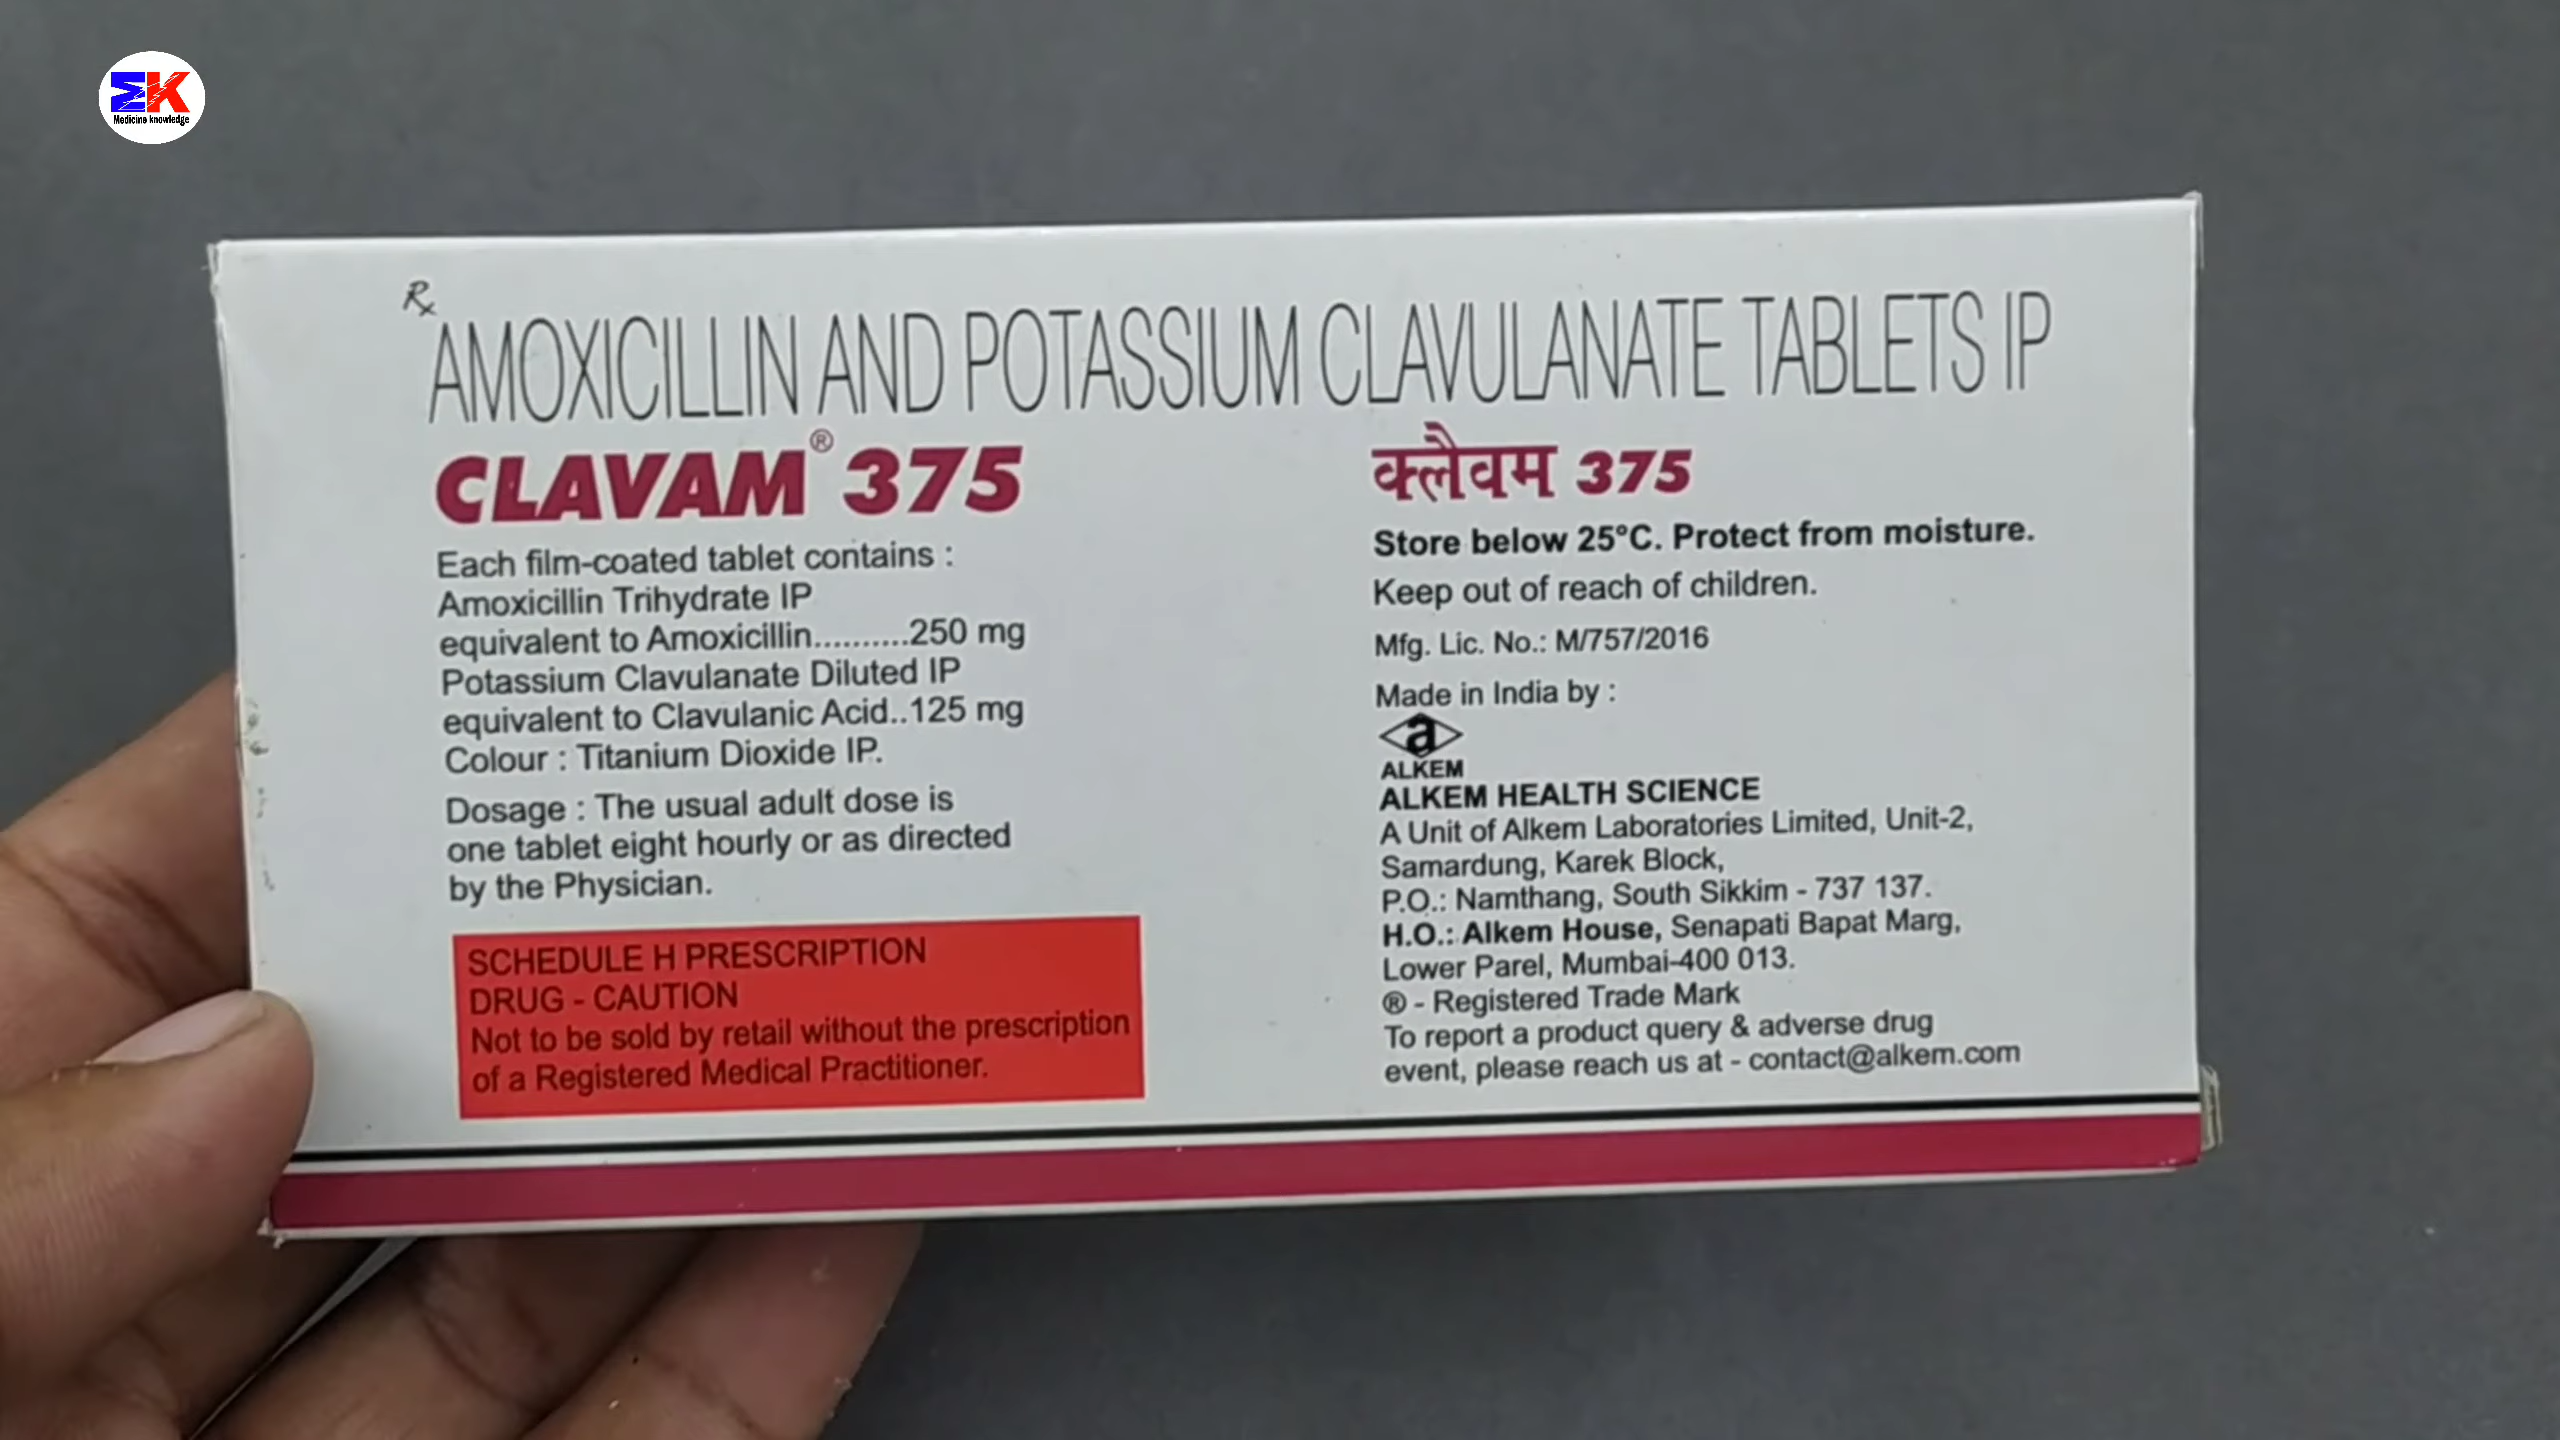 MK
Medicine knowledge
Rx
AMOXICILLIN AND POTASSIUM CLAVULANATE TABLETS IP
CLAVAM® 375
Each film-coated tablet contains :
Amoxicillin Trihydrate IP
equivalent to Amoxicillin..........250 mg
Potassium Clavulanate Diluted IP
equivalent to Clavulanic Acid..125 mg
Colour : Titanium Dioxide IP.
Dosage : The usual adult dose is
one tablet eight hourly or as directed
by the Physician.
SCHEDULE H PRESCRIPTION
DRUG - CAUTION
Not to be sold by retail without the prescription
of a Registered Medical Practitioner.
क्लैवम 375
Store below 25°C. Protect from moisture.
Keep out of reach of children.
Mfg. Lic. No.: M/757/2016
Made in India by :
a
ALKEM
ALKEM HEALTH SCIENCE
A Unit of Alkem Laboratories Limited, Unit-2,
Samardung, Karek Block,
P.O.: Namthang, South Sikkim - 737 137.
H.O.: Alkem House, Senapati Bapat Marg,
Lower Parel, Mumbai-400 013.
® - Registered Trade Mark
To report a product query & adverse drug
event, please reach us at - contact@alkem.com